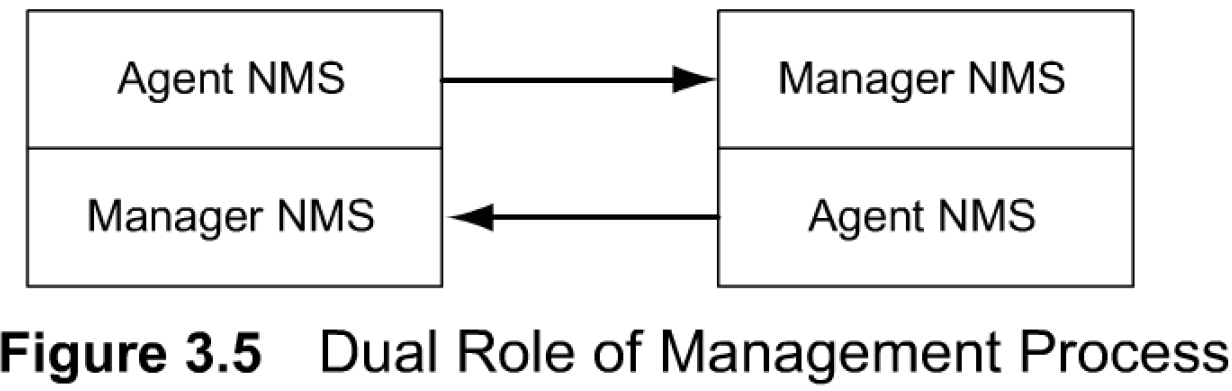 Agent NMS
Manager NMS
Manager NMS
Agent NMS
Figure 3.5 Dual Role of Management Process